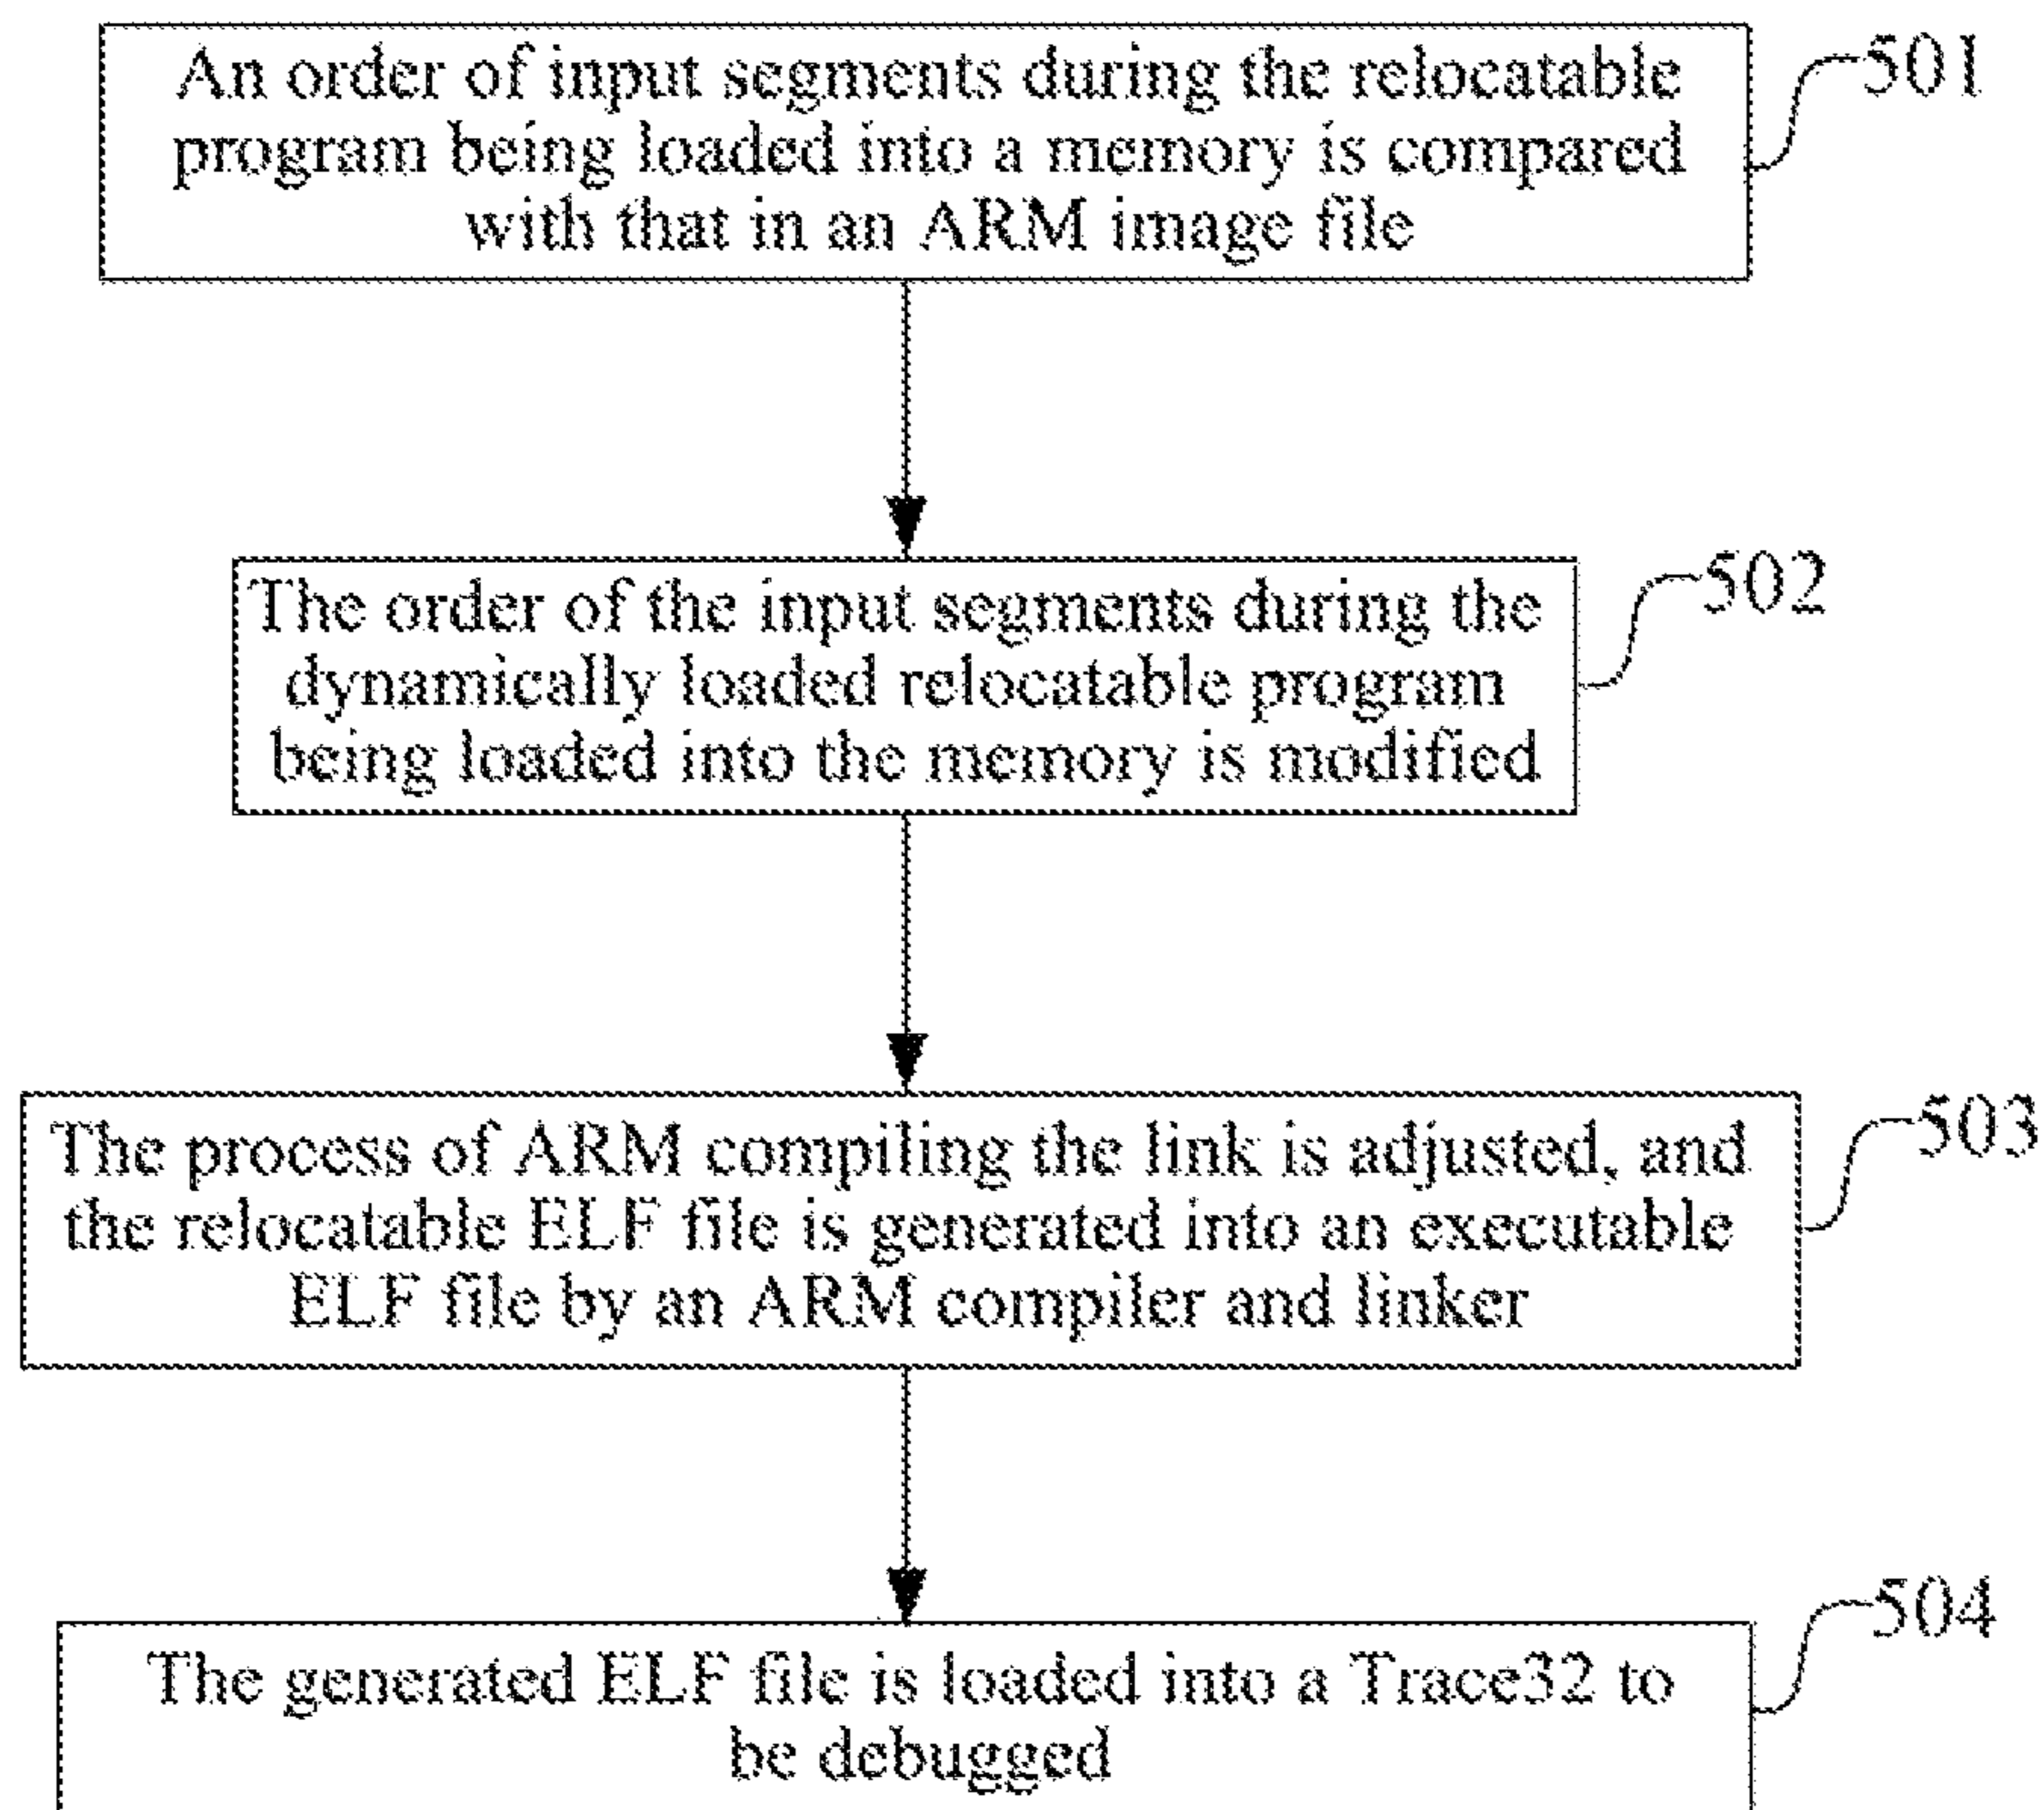 An order of input segments during the relocatable
program being loaded into a memory is compared
with that in an ARM image file
501
The order of the input segments during the
dynamically loaded relocatable program
being loaded into the memory is modified
502
The process of ARM compiling the link is adjusted, and
the relocatable ELF file is generated into an executable
ELF file by an ARM compiler and linker
503
The generated ELF file is loaded into a Trace32 to
be debugged
504